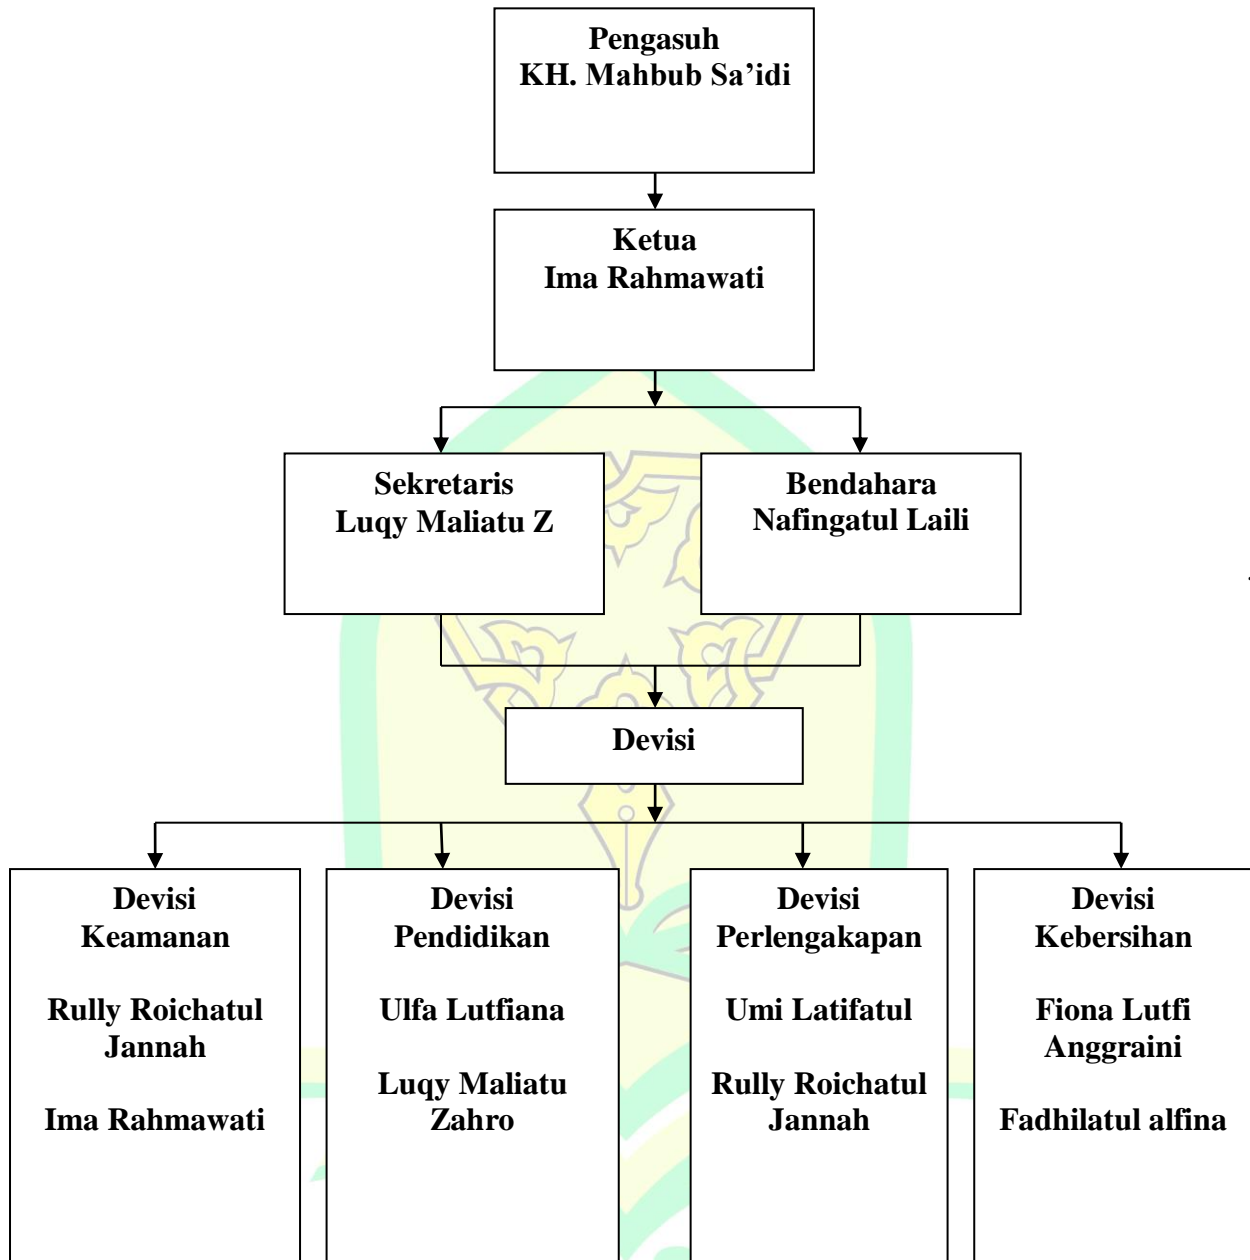 Pengasuh
KH. Mahbub Sa’idi
Ketua
Ima Rahmawati
Sekretaris
Luqy Maliatu Z
Bendahara
Nafingatul Laili
Devisi
Devisi
Keamanan
Rully Roichatul
Jannah
Ima Rahmawati
Devisi
Pendidikan
Ulfa Lutfiana
Luqy Maliatu
Zahro
Devisi
Perlengakapan
Umi Latifatul
Rully Roichatul
Jannah
Devisi
Kebersihan
Fiona Lutfi
Anggraini
Fadhilatul alfina